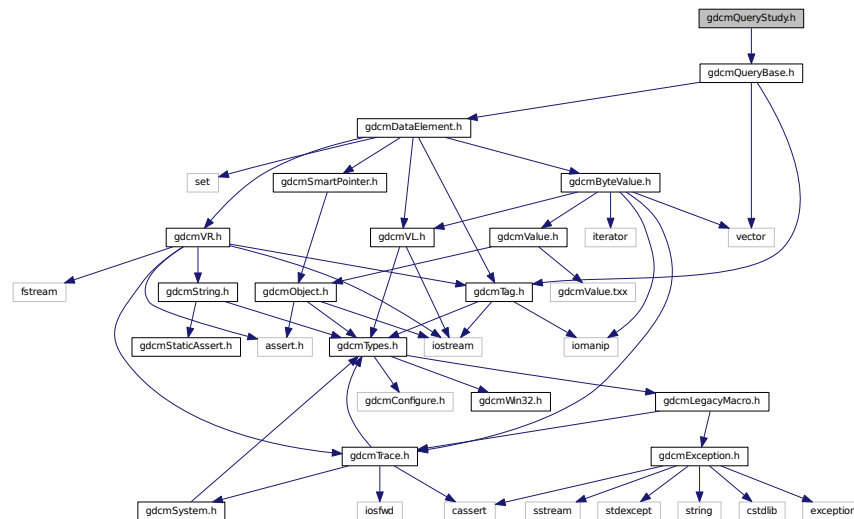 gdcmQueryStudy.h
gdcmQueryBase.h
gdcmDataElement.h
set
gdcmSmartPointer.h
gdcmByteValue.h
gdcmVR.h
gdcmVL.h
gdcmValue.h
iterator
vector
fstream
gdcmString.h
gdcmObject.h
gdcmTag.h
gdcmValue.txx
gdcmStaticAssert.h
assert.h
gdcmTypes.h
iostream
iomanip
gdcmConfigure.h
gdcmWin32.h
gdcmLegacyMacro.h
gdcmTrace.h
gdcmException.h
gdcmSystem.h
iosfwd
cassert
sstream
stdexcept
string
cstdlib
exception